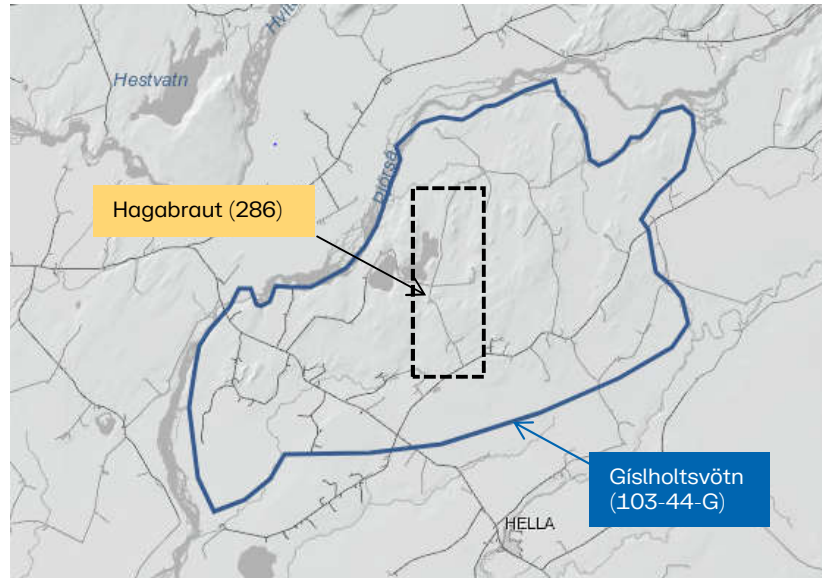 Hvítá
Hestvatn
Þjórsá
Hagabraut (286)
Gíslholtsvötn
(103-44-G)
HELLA